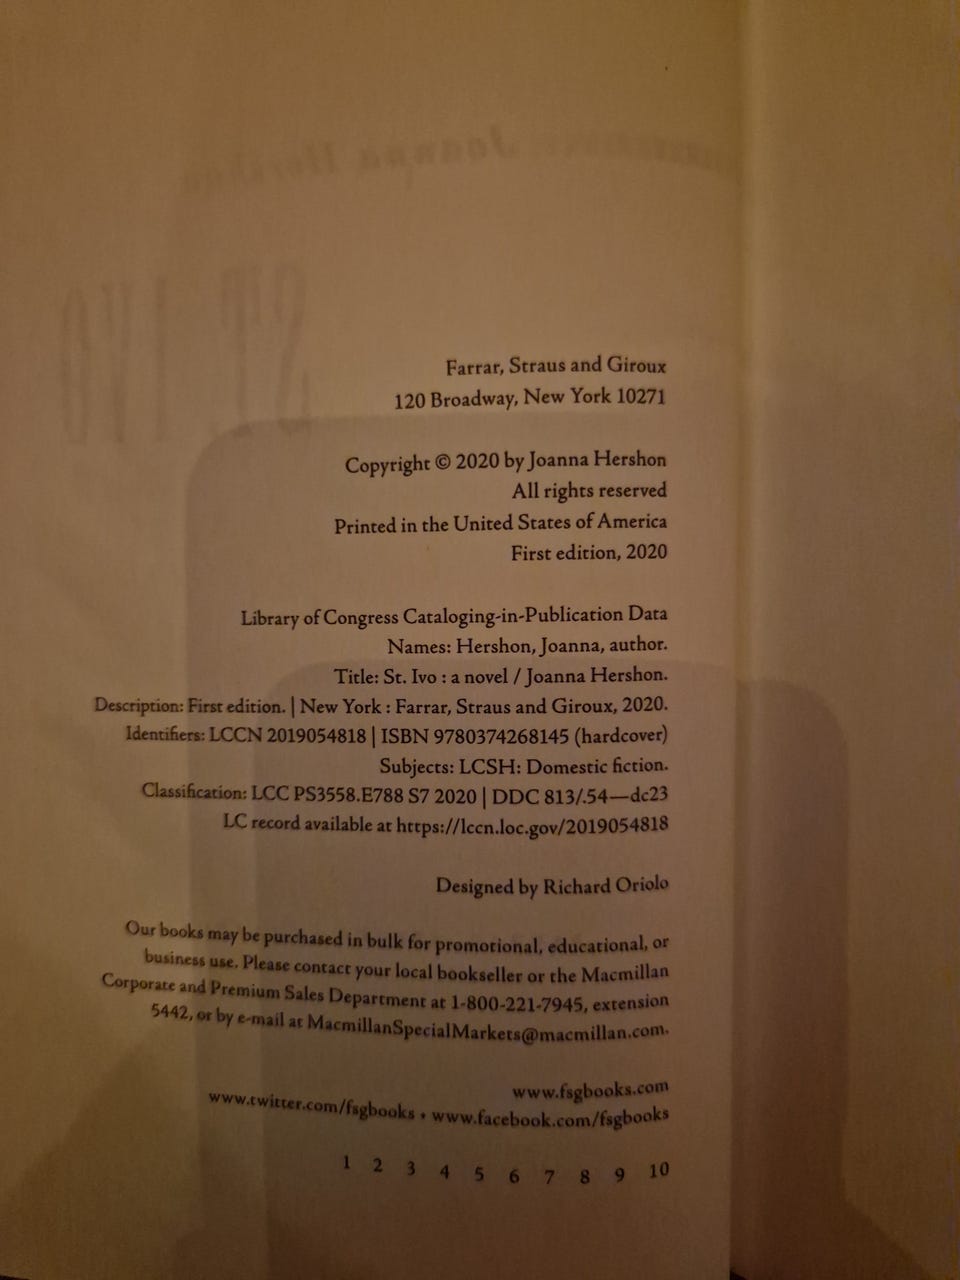 Farrar, Straus and Giroux
120 Broadway, New York 10271
Copyright © 2020 by Joanna Hershon
All rights reserved
Printed in the United States of America
First edition, 2020
Library of Congress Cataloging-in-Publication Data
Names: Hershon, Joanna, author.
Title: St. Ivo : a novel / Joanna Hershon.
Description: First edition. | New York : Farrar, Straus and Giroux, 2020.
Identifiers: LCCN 2019054818 | ISBN 9780374268145 (hardcover)
Subjects: LCSH: Domestic fiction.
Classification: LCC PS3558.E788 S7 2020 | DDC 813/.54—dc23
LC record available at https://lccn.loc.gov/2019054818
Designed by Richard Oriolo
Our books may be purchased in bulk for promotional, educational, or
business use. Please contact your local bookseller or the Macmillan
Corporate and Premium Sales Department at 1-800-221-7945, extension
5442, or by e-mail at MacmillanSpecialMarkets@macmillan.com.
www.fsgbooks.com
www.twitter.com/fsgbooks • www.facebook.com/fsgbooks
1 2 3 4 5 6 7 8 9 10